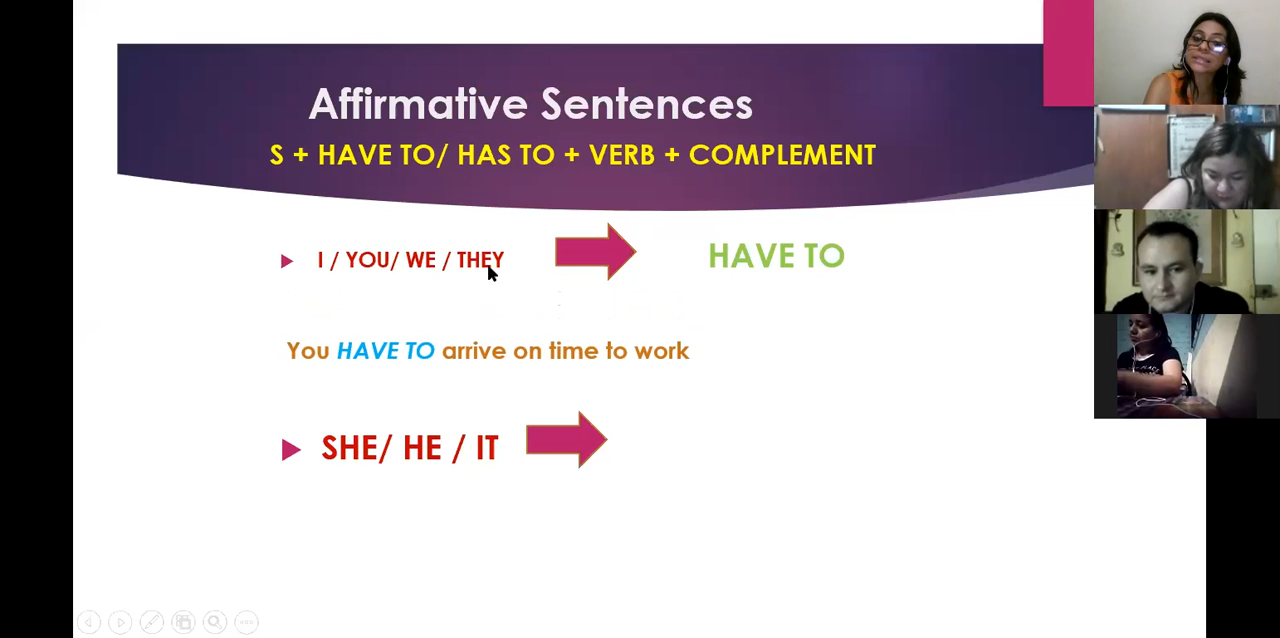 Affirmative Sentences
S + HAVE TO/ HAS TO + VERB + COMPLEMENT
I / YOU/ WE / THEY HAVE TO
You HAVE TO arrive on time to work
SHE/ HE / IT